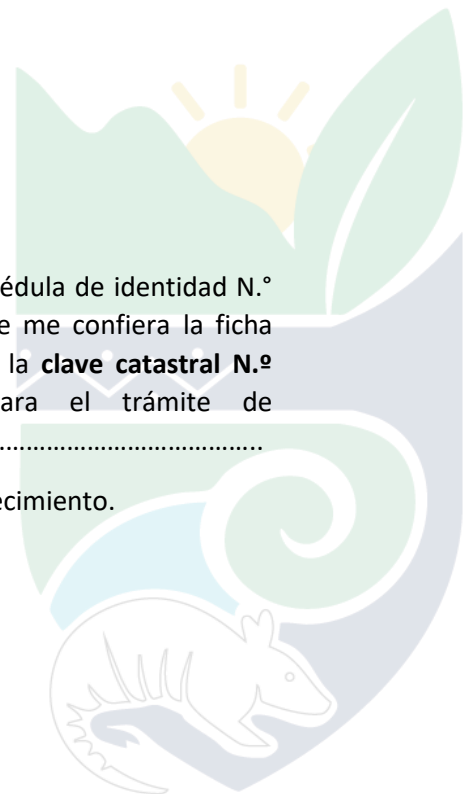 édula de identidad N.°
e me confiera la ficha
la clave catastral N.º
ara el trámite de
………………………………………..
ecimiento.